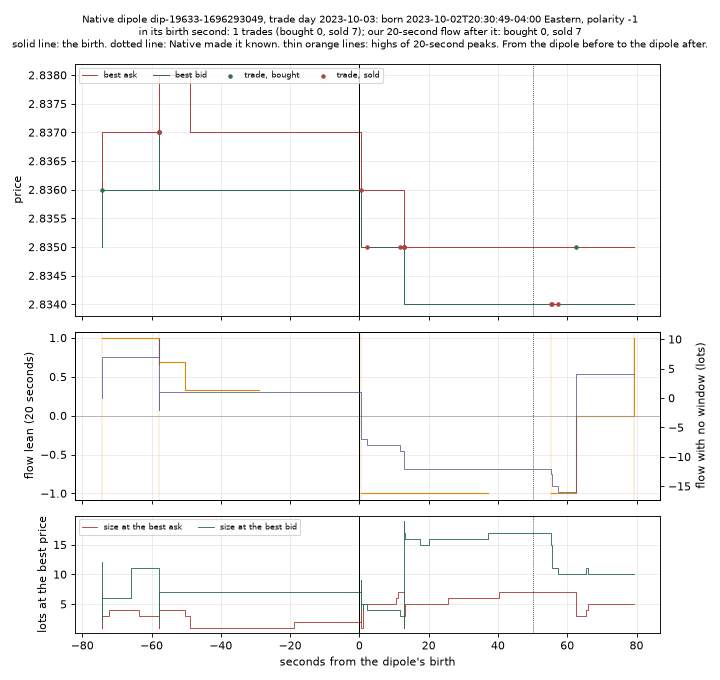 Native dipole dip-19633-1696293049, trade day 2023-10-03: born 2023-10-02T20:30:49-04:00 Eastern, polarity -1
in its birth second: 1 trades (bought 0, sold 7); our 20-second flow after it: bought 0, sold 7
solid line: the birth. dotted line: Native made it known. thin orange lines: highs of 20-second peaks. From the dipole before to the dipole after.
best ask
best bid
trade, bought
trade, sold
2.8380
2.8375
2.8370
2.8365
2.8360
2.8355
2.8350
2.8345
2.8340
price
1.0
0.5
0.0
−0.5
−1.0
flow lean (20 seconds)
10
5
0
−5
−10
−15
flow with no window (lots)
size at the best ask
size at the best bid
15
10
5
lots at the best price
−80
−60
−40
−20
0
20
40
60
80
seconds from the dipole's birth